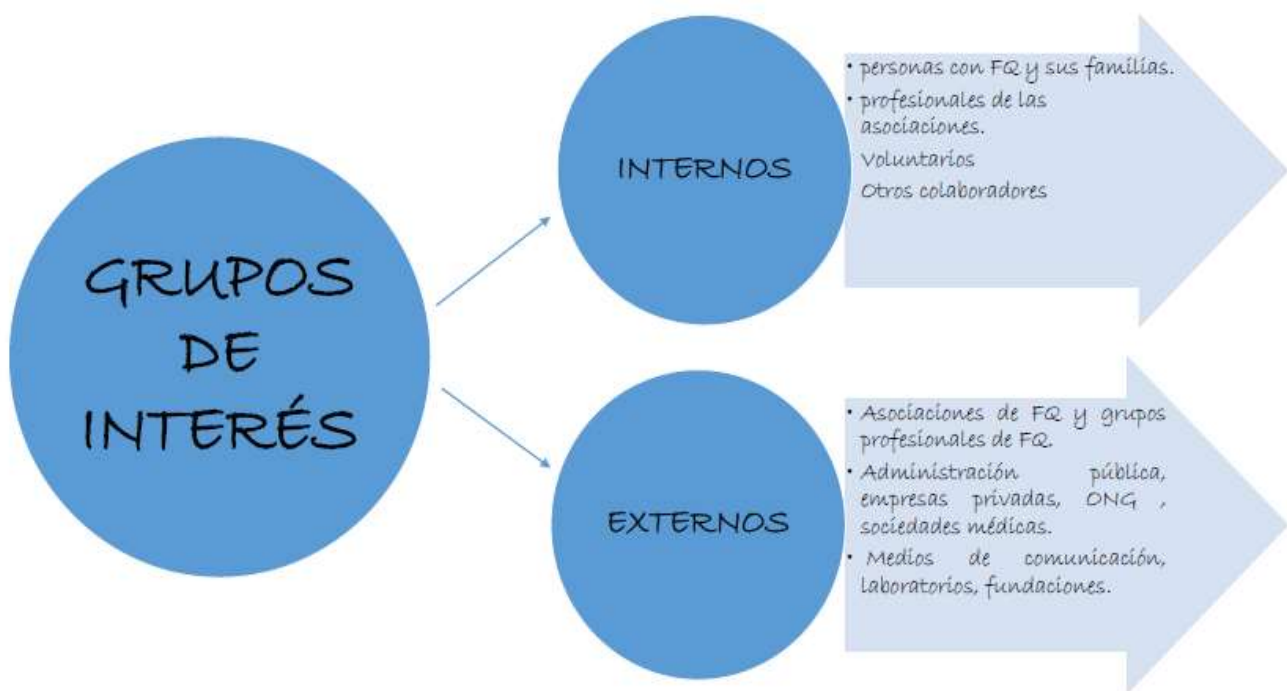 GRUPOS
DE
INTERÉS
INTERNOS
• personas con FQ y sus familias.
• profesionales de las
asociaciones.
Voluntarios
Otros colaboradores
EXTERNOS
• Asociaciones de FQ y grupos
profesionales de FQ.
• Administración pública,
empresas privadas, ONG ,
sociedades médicas.
• Medios de comunicación,
laboratorios, fundaciones.